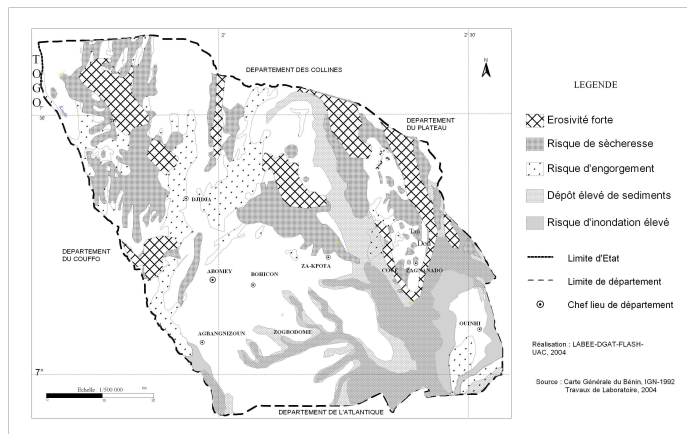 2°
2° 30'
TOGO
30'
7°
DEPARTEMENT DES COLLINES
DEPARTEMENT
DU PLATEAU
DEPARTEMENT
DU COUFFO
DJIDJA
ABOMEY
BOHICON
ZA-KPOTA
COVE
ZAGNANADO
AGBANGNIZOUN
ZOGBODOME
OUINHI
Echelle 1:500 000
DEPARTEMENT DE L'ATLANTIQUE
N
LEGENDE
Erosivité forte
Risque de sècheresse
Risque d'engorgement
Dépôt élevé de sediments
Risque d'inondation élevé
Limite d'Etat
Limite de département
Chef lieu de département
Réalisation : LABEE-DGAT-FLASH-
UAC, 2004
Source : Carte Générale du Bénin, IGN-1992
Travaux de Laboratoire, 2004